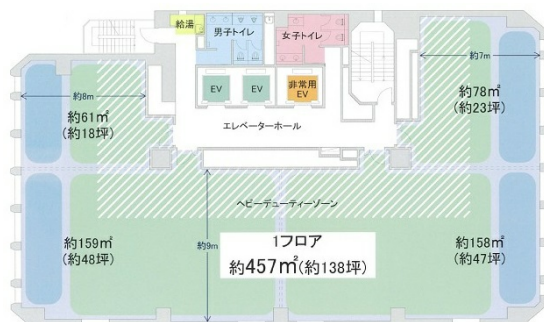 給湯
男子トイレ
女子トイレ
EV
EV
非常用
EV
エレベーターホール
約8m
約7m
約61㎡
(約18坪)
約78㎡
(約23坪)
ヘビーデューティーゾーン
約9m
約159㎡
(約48坪)
1フロア
約457㎡(約138坪)
約158㎡
(約47坪)